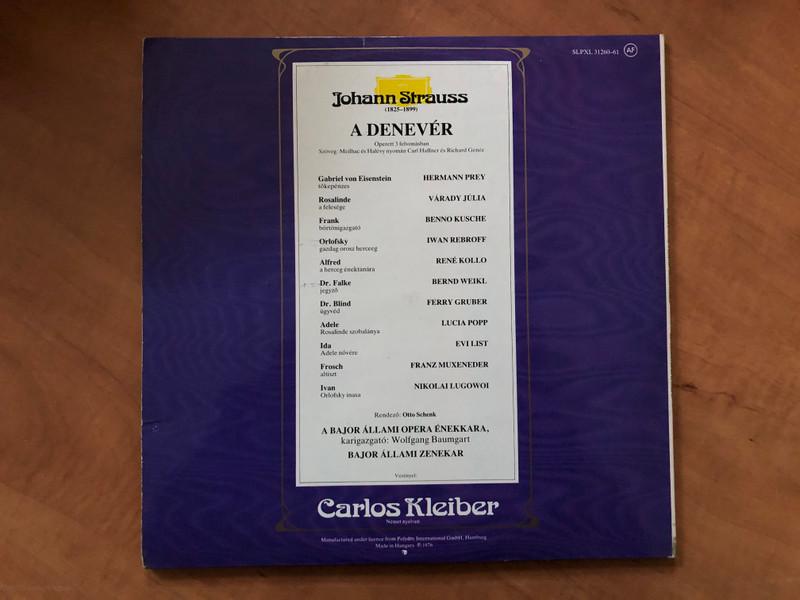 SLPXL 31260-61 AF
Johann Strauss
(1825-1899)
A DENEVÉR
Operett 3 felvonásban
Szöveg: Meilhac és Halévy nyomán Carl Haffner és Richard Genée
Gabriel von Eisenstein HERMANN PREY
tőkepénzes
Rosalinde VÁRADY JÚLIA
a felesége
Frank BENNO KUSCHE
börtönigazgató
Orlofsky IWAN REBROFF
gazdag orosz herceg
Alfred RENÉ KOLLO
a herceg énektanára
Dr. Falke BERND WEIKL
jegyző
Dr. Blind FERRY GRUBER
ügyvéd
Adele LUCIA POPP
Rosalinde szobalánya
Ida EVI LIST
Adele nővére
Frosch FRANZ MUXENEDER
altiszt
Ivan NIKOLAI LUGOWOI
Orlofsky inasa
Rendező: Otto Schenk
A BAJOR ÁLLAMI OPERA ÉNEKKARA,
karigazgató: Wolfgang Baumgart
BAJOR ÁLLAMI ZENEKAR
Vezényel:
Carlos Kleiber
Német nyelven
Manufactured under licence from Polydor International GmbH, Hamburg
Made in Hungary ℗ 1976